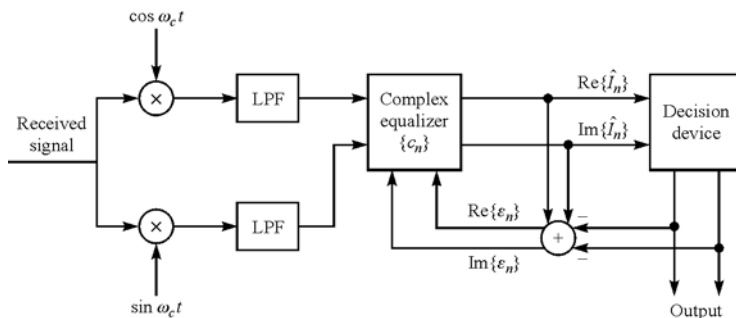 cos ω_c t
×
LPF
Complex
equalizer
{c_n}
Re{Î_n}
Im{Î_n}
Decision
device
Received
signal
×
LPF
Re{ε_n}
Im{ε_n}
+
−
−
sin ω_c t
Output